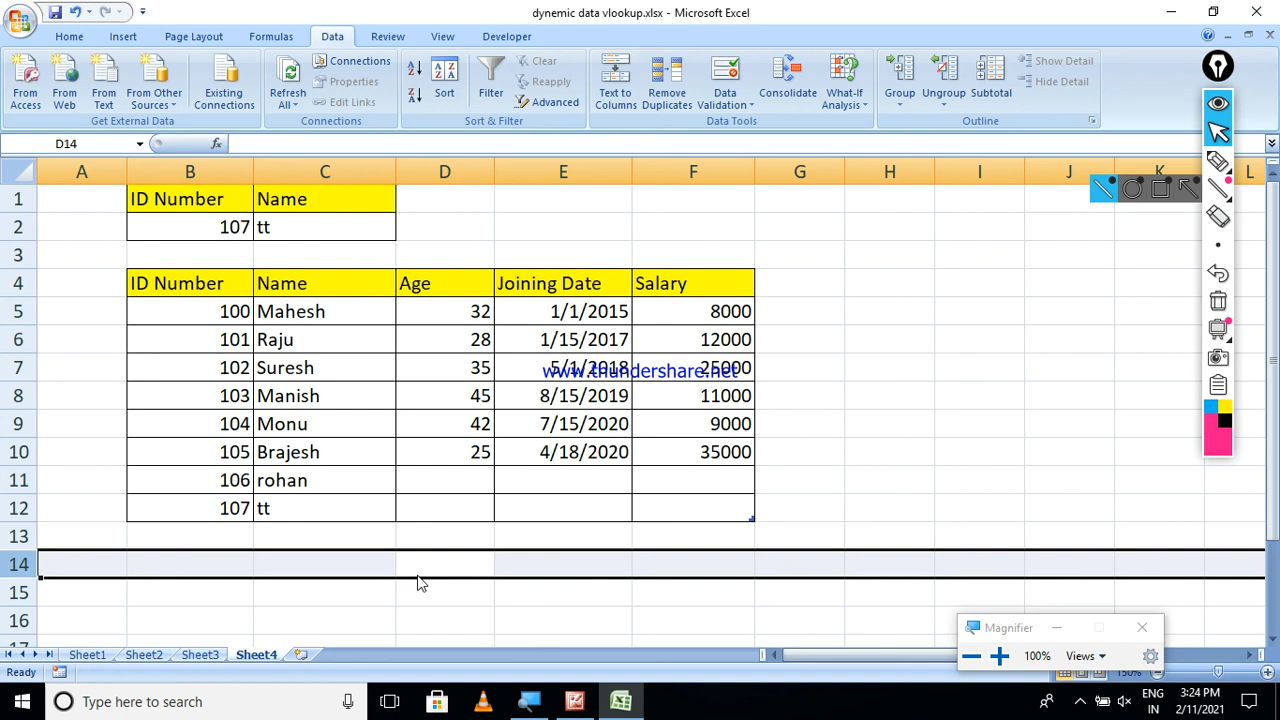 dynemic data vlookup.xlsx - Microsoft Excel
Home Insert Page Layout Formulas Data Review View Developer
From Access From Web From Text From Other Sources Existing Connections
Get External Data
Refresh All Connections Properties Edit Links
Connections
Sort Filter Clear Reapply Advanced
Sort & Filter
Text to Columns Remove Duplicates Data Validation Consolidate What-If Analysis
Data Tools
Group Ungroup Subtotal Show Detail Hide Detail
Outline
D14 fx
A B C D E F G H I J K L
1 ID Number Name
2 107 tt
3
4 ID Number Name Age Joining Date Salary
5 100 Mahesh 32 1/1/2015 8000
6 101 Raju 28 1/15/2017 12000
7 102 Suresh 35 5/1/2018 25000
www.thundershare.net
8 103 Manish 45 8/15/2019 11000
9 104 Monu 42 7/15/2020 9000
10 105 Brajesh 25 4/18/2020 35000
11 106 rohan
12 107 tt
13
14
15
16
17
Magnifier
100% Views
Sheet1 Sheet2 Sheet3 Sheet4
Ready 150%
Type here to search
ENG IN
3:24 PM
2/11/2021